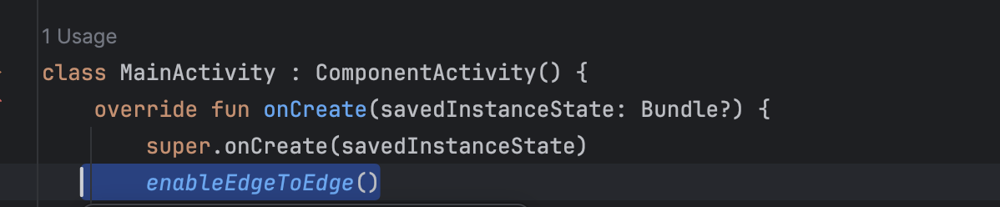 1 Usage
class MainActivity : ComponentActivity() {
override fun onCreate(savedInstanceState: Bundle?) {
super.onCreate(savedInstanceState)
enableEdgeToEdge()